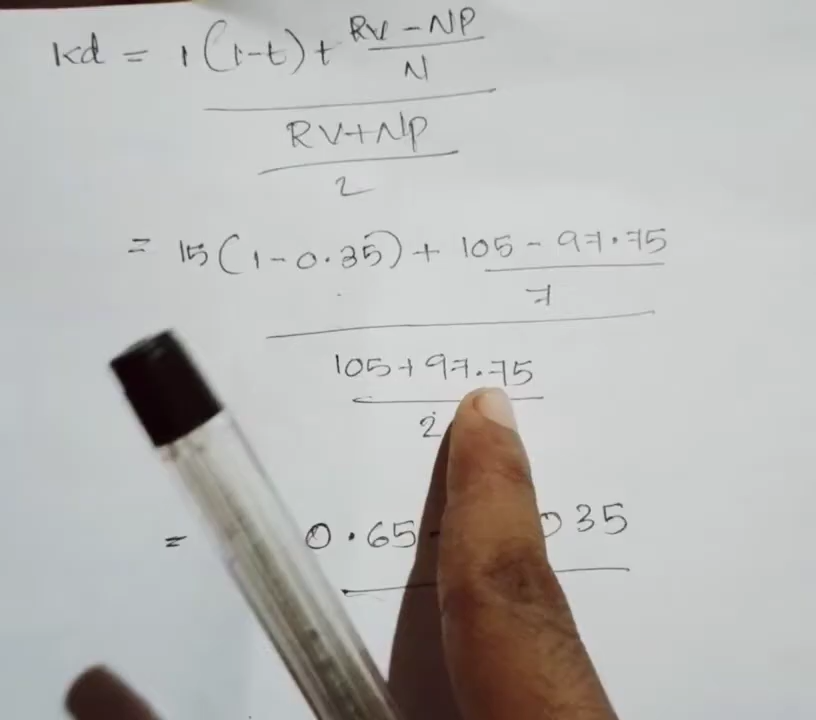 Kd = I(1-t) + RV - NP
N
RV+NP
2
= 15(1-0.35) + 105 - 97.75
7
105 + 97.75
2
= 0.65 035